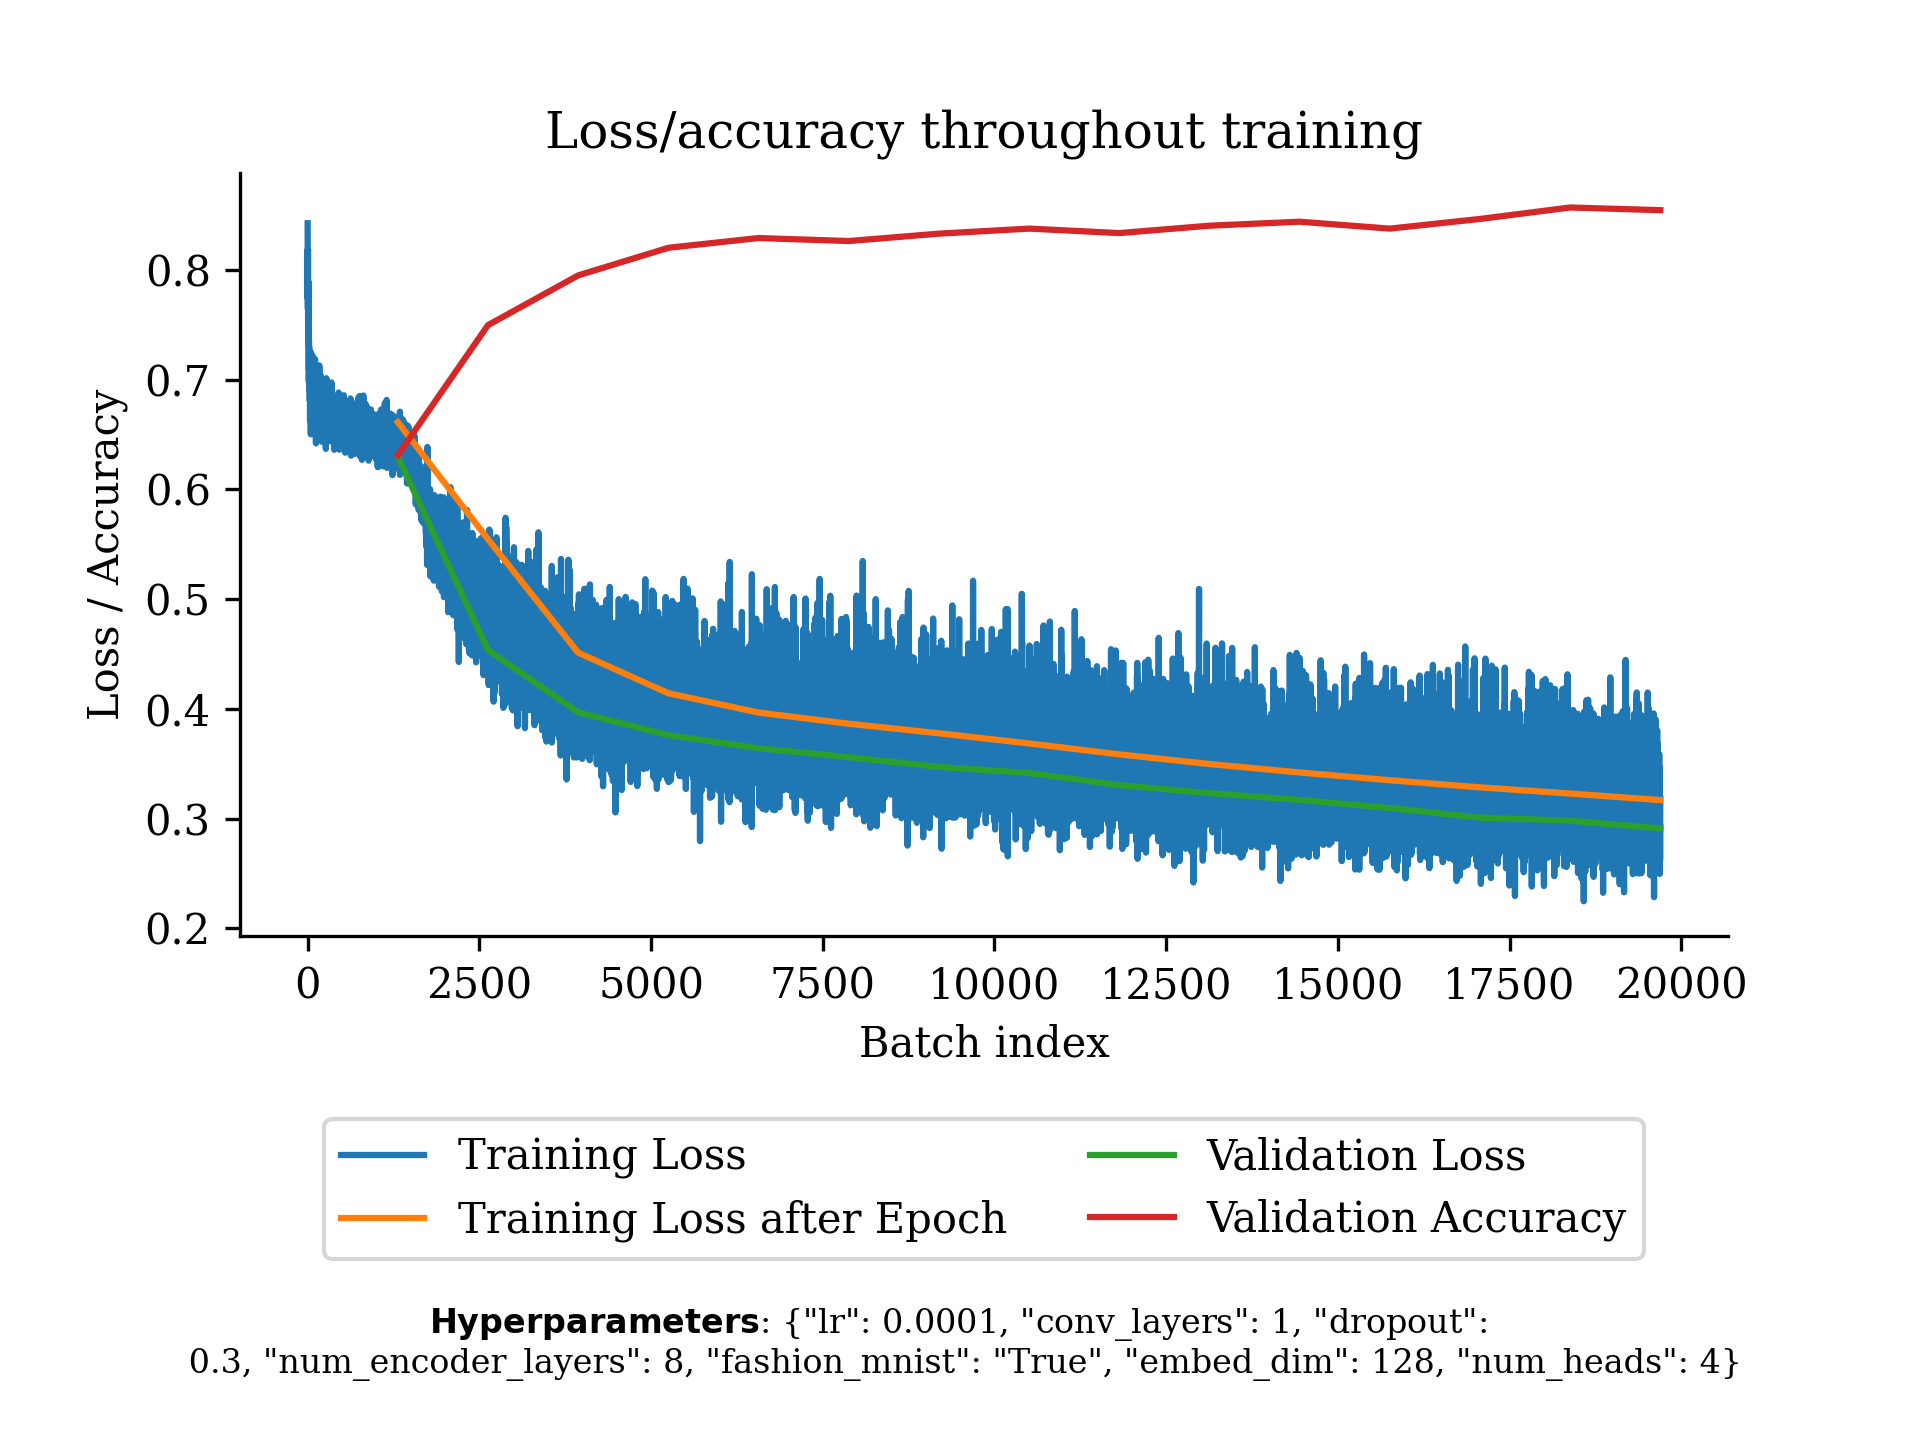 Loss/accuracy throughout training
Loss / Accuracy
0.8
0.7
0.6
0.5
0.4
0.3
0.2
0 2500 5000 7500 10000 12500 15000 17500 20000
Batch index
Training Loss
Training Loss after Epoch
Validation Loss
Validation Accuracy
Hyperparameters: {"lr": 0.0001, "conv_layers": 1, "dropout":
0.3, "num_encoder_layers": 8, "fashion_mnist": "True", "embed_dim": 128, "num_heads": 4}